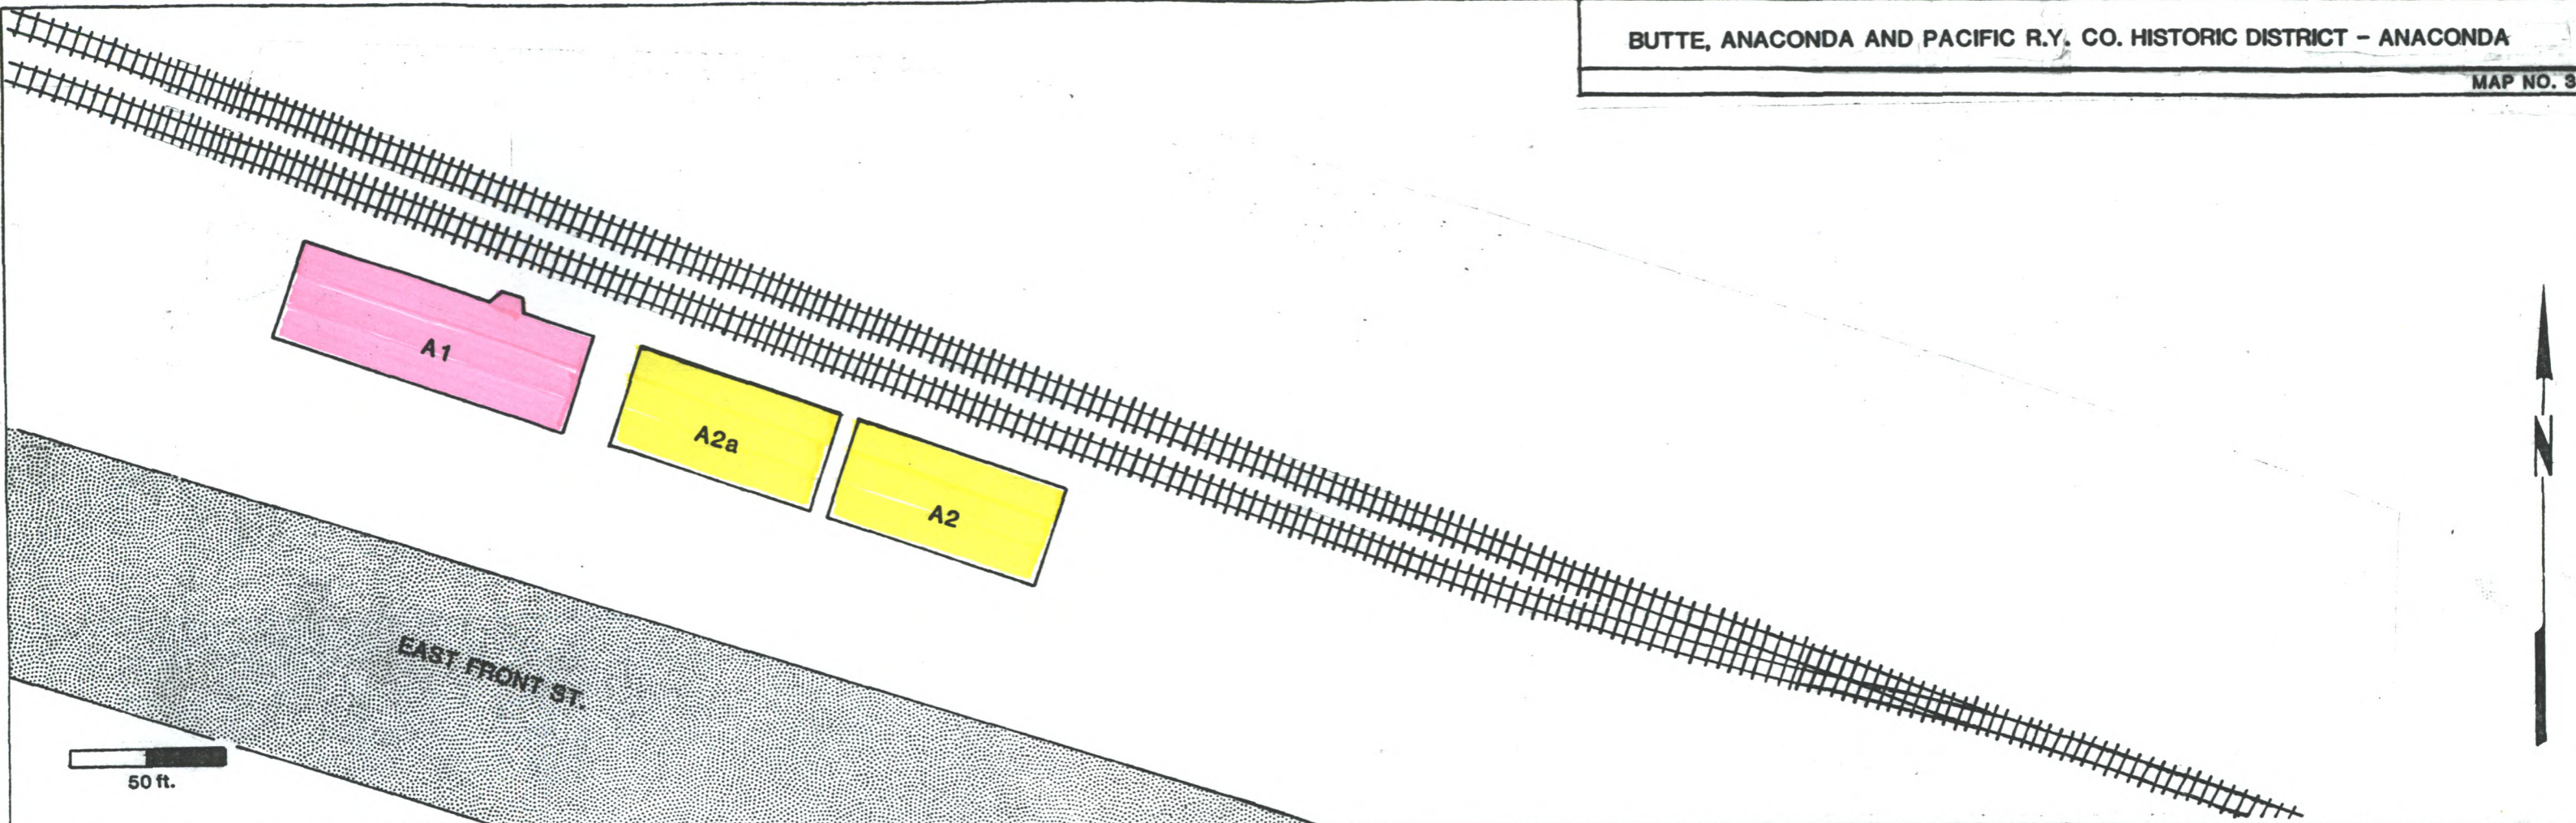 BUTTE, ANACONDA AND PACIFIC R.Y. CO. HISTORIC DISTRICT – ANACONDA
MAP NO. 3
A1
A2a
A2
N
EAST FRONT ST.
50 ft.